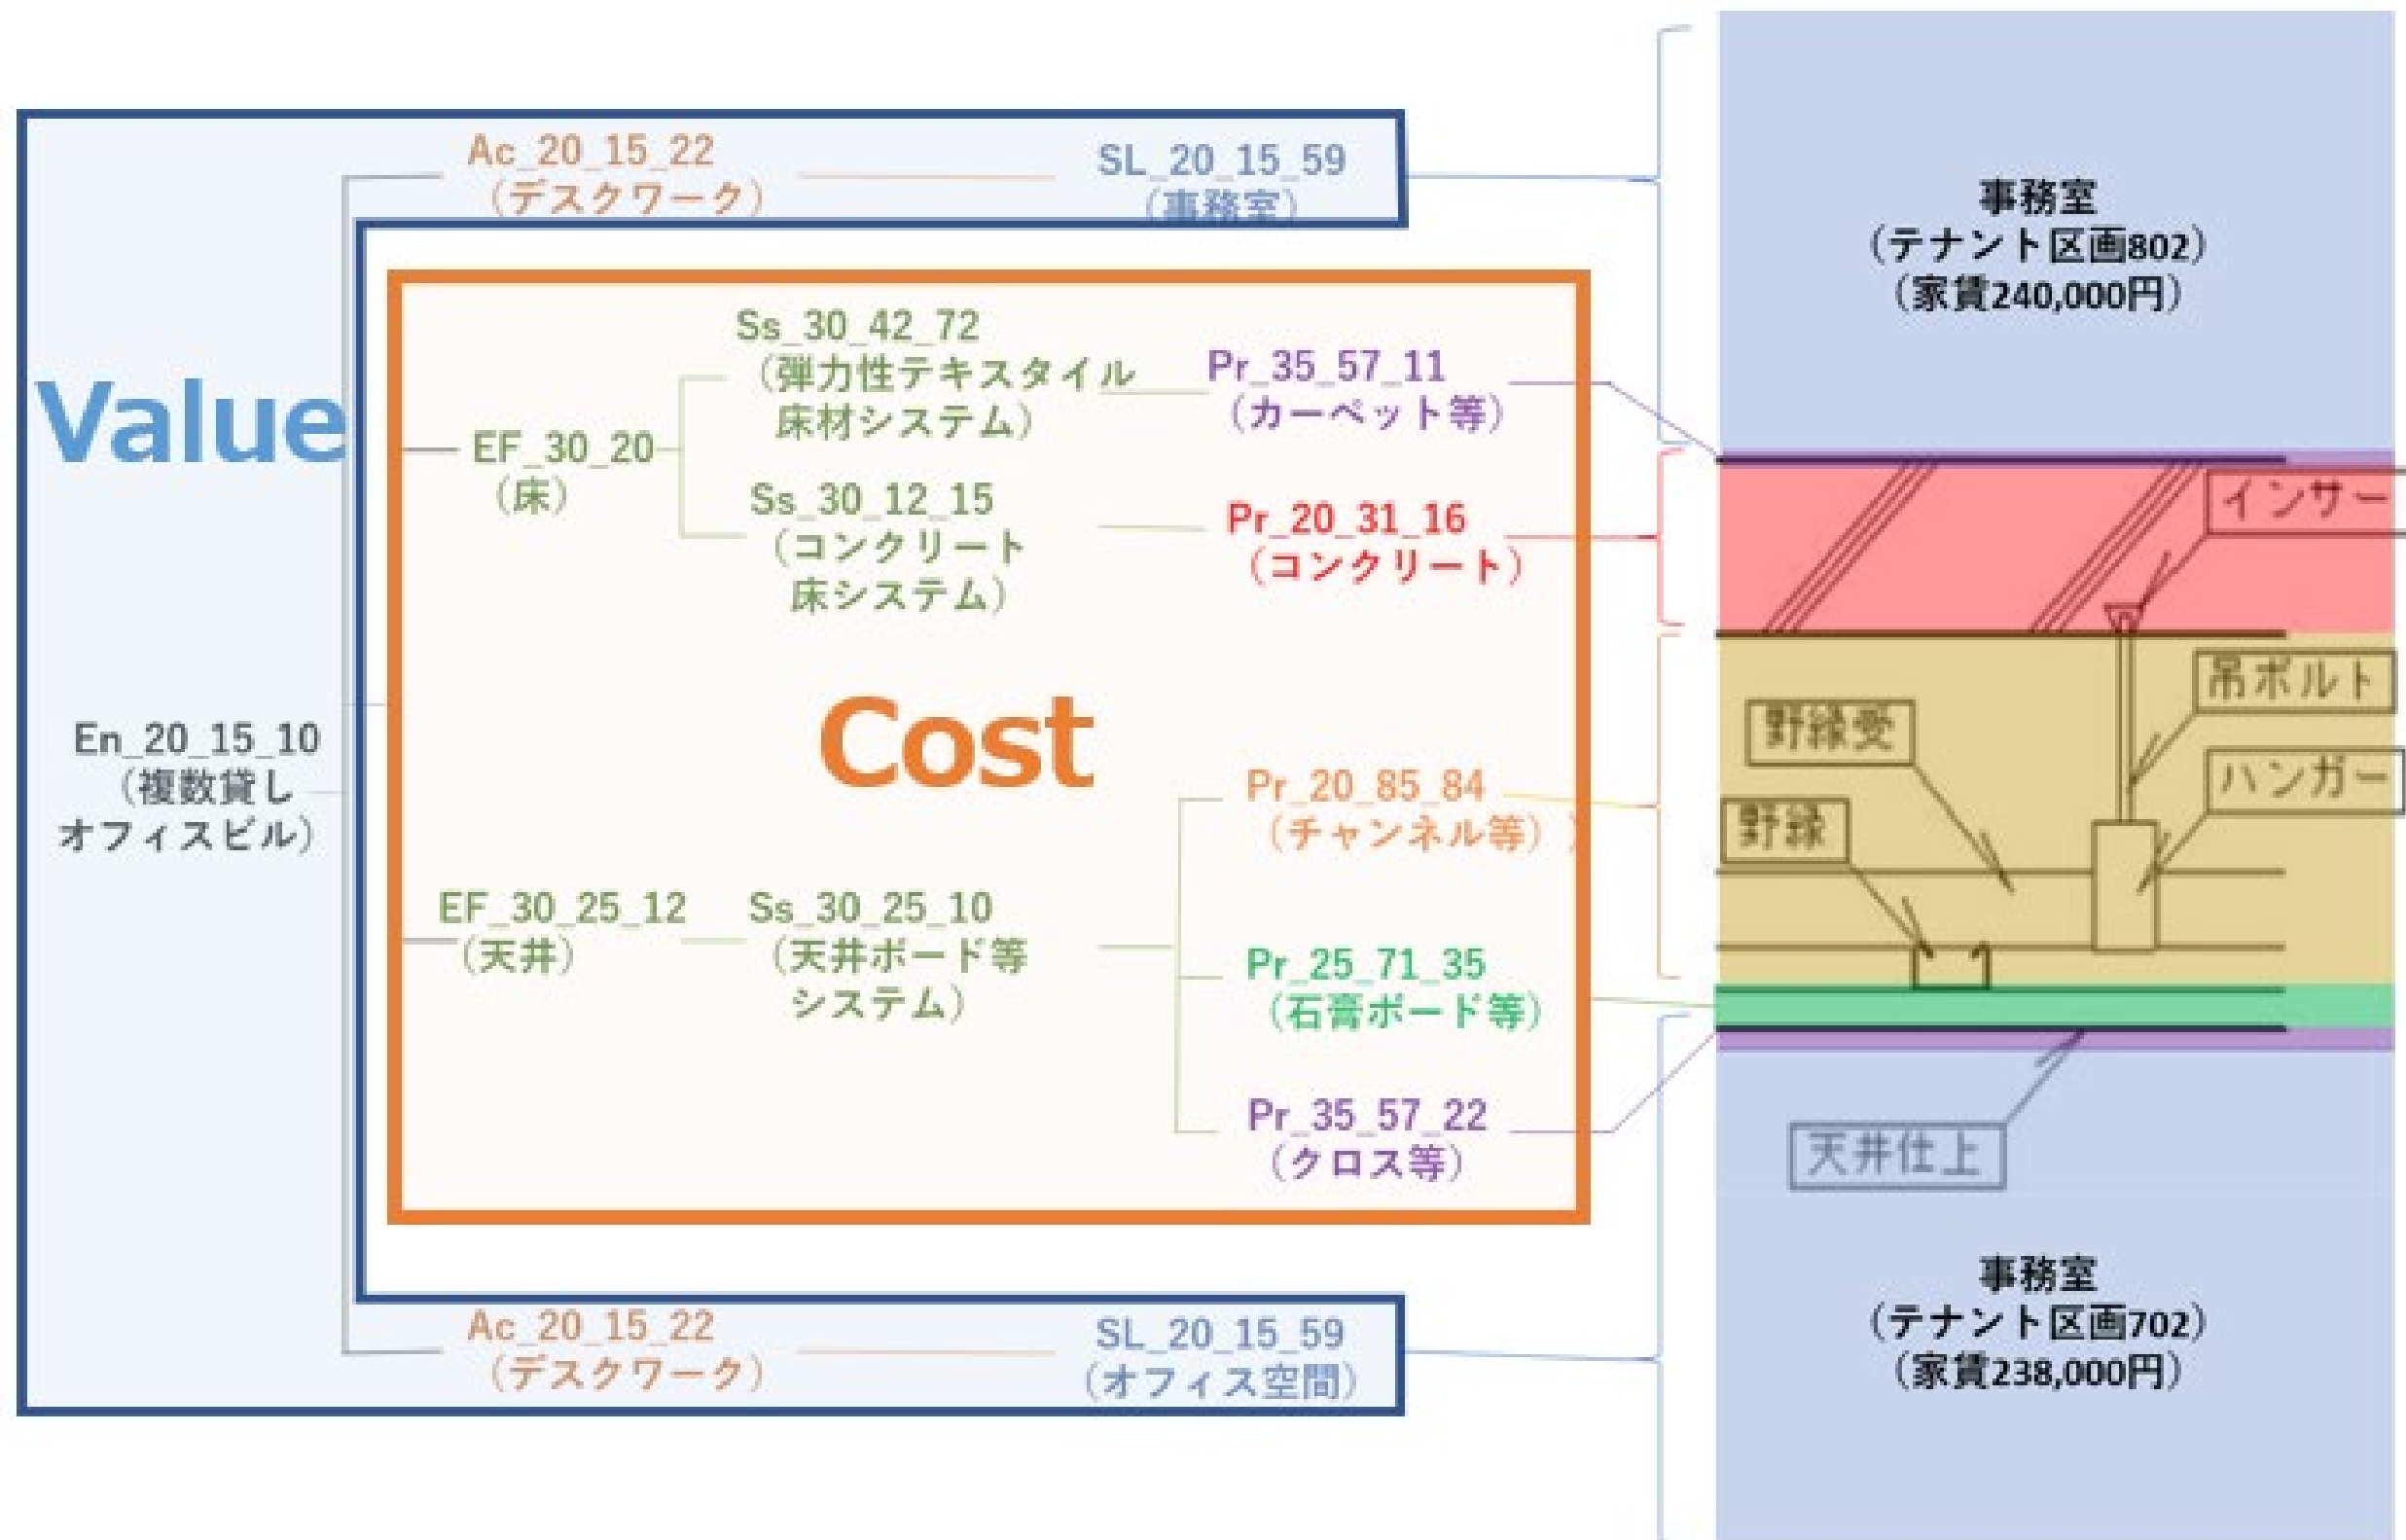 Value
En_20_15_10
（複数貸し
オフィスビル）
Ac_20_15_22
（デスクワーク）
SL_20_15_59
（事務室）
EF_30_20
（床）
Ss_30_42_72
（弾力性テキスタイル
床材システム）
Pr_35_57_11
（カーペット等）
Ss_30_12_15
（コンクリート
床システム）
Pr_20_31_16
（コンクリート）
Cost
EF_30_25_12
（天井）
Ss_30_25_10
（天井ボード等
システム）
Pr_20_85_84
（チャンネル等））
Pr_25_71_35
（石膏ボード等）
Pr_35_57_22
（クロス等）
Ac_20_15_22
（デスクワーク）
SL_20_15_59
（オフィス空間）
事務室
（テナント区画802）
（家賃240,000円）
インサー
吊ボルト
野縁受
ハンガー
野縁
天井仕上
事務室
（テナント区画702）
（家賃238,000円）